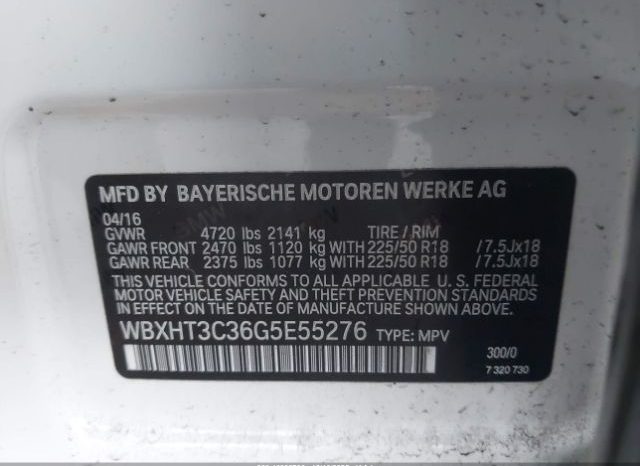 MFD BY BAYERISCHE MOTOREN WERKE AG
04/16
GVWR 4720 lbs 2141 kg TIRE / RIM
GAWR FRONT 2470 lbs 1120 kg WITH 225/50 R18 /7.5Jx18
GAWR REAR 2375 lbs 1077 kg WITH 225/50 R18 /7.5Jx18
THIS VEHICLE CONFORMS TO ALL APPLICABLE U. S. FEDERAL
MOTOR VEHICLE SAFETY AND THEFT PREVENTION STANDARDS
IN EFFECT ON THE DATE OF MANUFACTURE SHOWN ABOVE.
WBXHT3C36G5E55276 TYPE: MPV
300/0
7 320 730